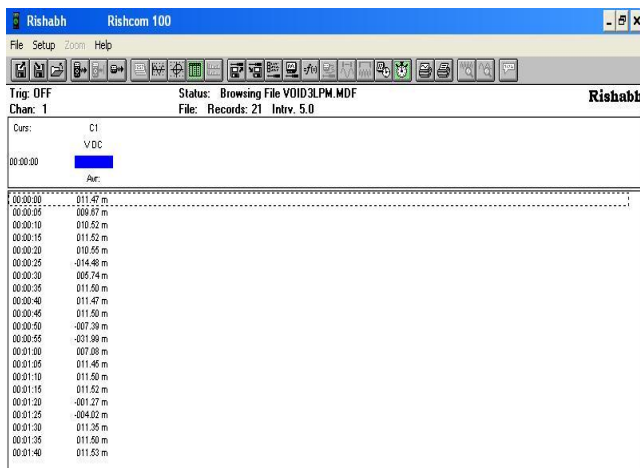 Rishabh Rishcom 100
File Setup Zoom Help
Trig: OFF Status: Browsing File VOID3LPM.MDF Rishabh
Chan: 1 File: Records: 21 Intrv. 5.0
Curs: C1
V DC
00:00:00
Avr:
00:00:00 011.47 m
00:00:05 009.67 m
00:00:10 010.52 m
00:00:15 011.52 m
00:00:20 010.55 m
00:00:25 -014.48 m
00:00:30 005.74 m
00:00:35 011.50 m
00:00:40 011.47 m
00:00:45 011.50 m
00:00:50 -007.39 m
00:00:55 -031.99 m
00:01:00 007.08 m
00:01:05 011.45 m
00:01:10 011.50 m
00:01:15 011.52 m
00:01:20 -001.27 m
00:01:25 -004.02 m
00:01:30 011.35 m
00:01:35 011.50 m
00:01:40 011.53 m